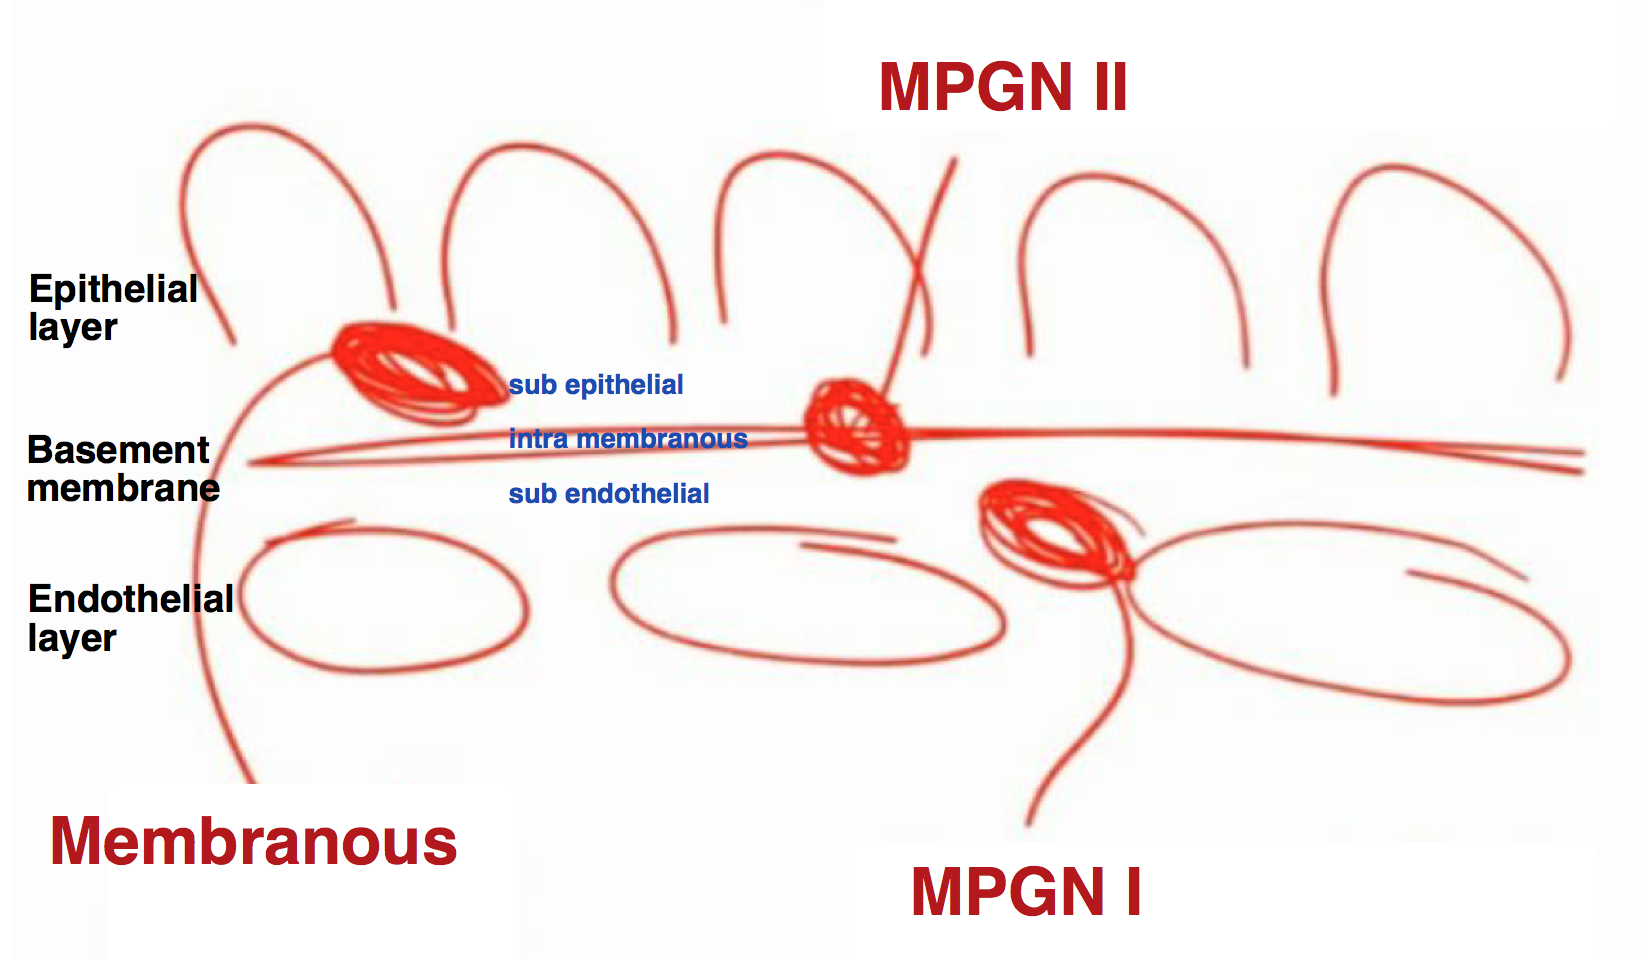 MPGN II
Epithelial
layer
sub epithelial
Basement
membrane
intra membranous
sub endothelial
Endothelial
layer
Membranous
MPGN I